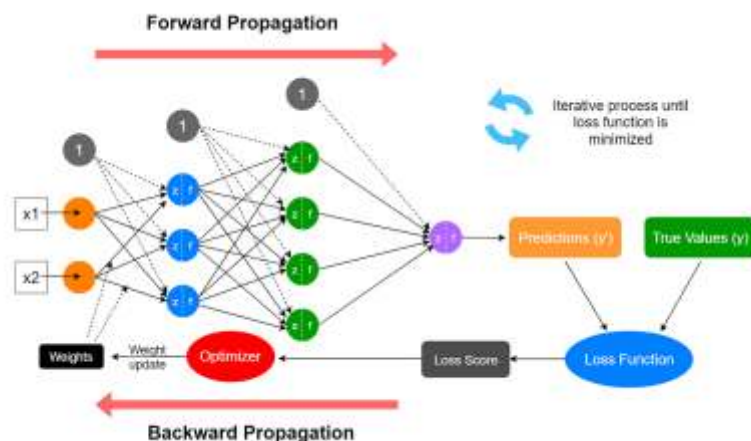 Forward Propagation
1
1
1
Iterative process until
loss function is
minimized
x1
x2
z f
z f
z f
z f
z f
z f
z f
z f
Predictions (y')
True Values (y)
Weights
Weight
update
Optimizer
Loss Score
Loss Function
Backward Propagation